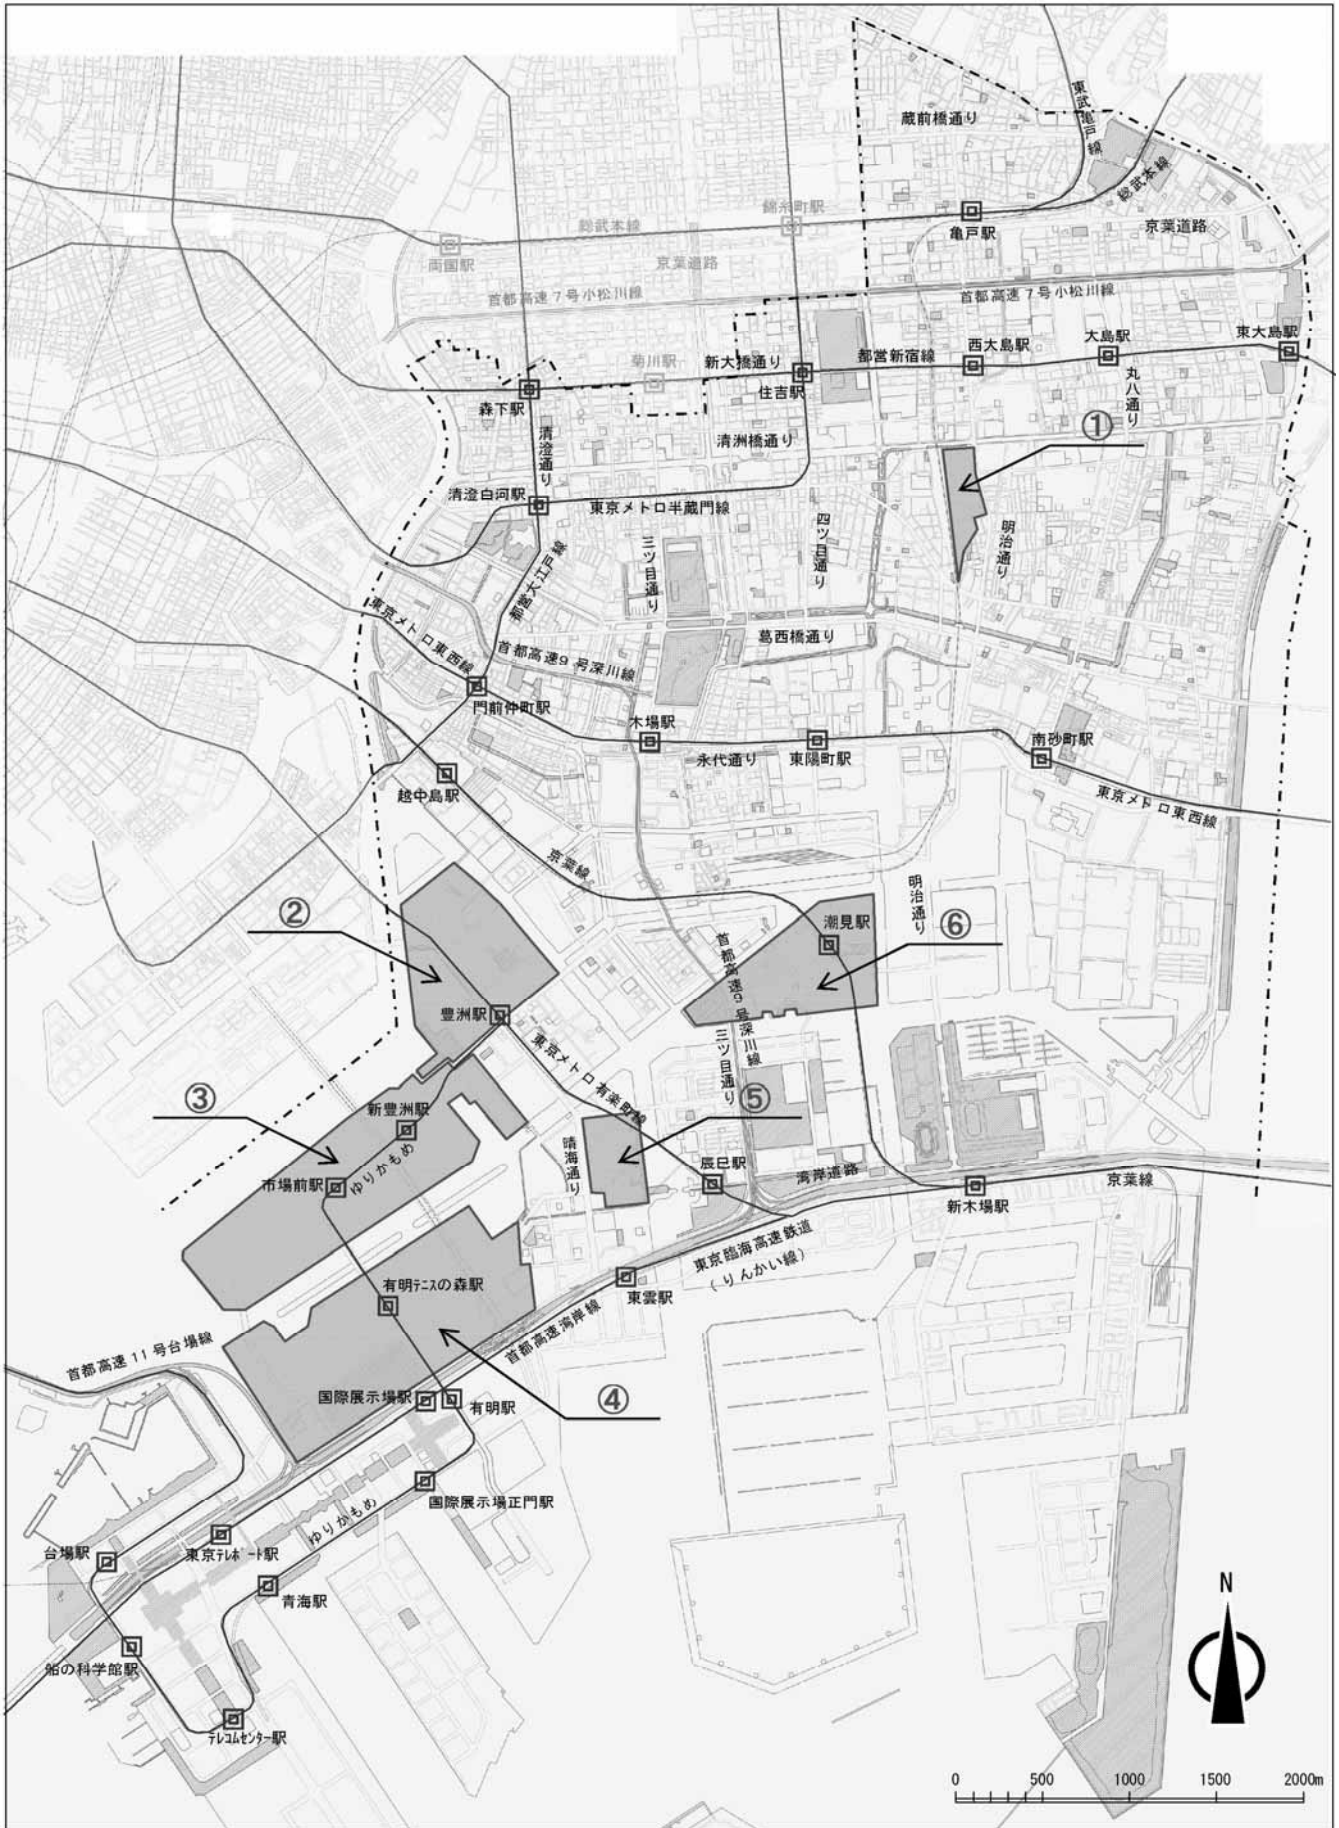 蔵前橋通り
東武亀戸線
総武本線
錦糸町駅
総武本線
亀戸駅
京葉道路
両国駅
京葉道路
首都高速7号小松川線
首都高速7号小松川線
菊川駅
新大橋通り
都営新宿線
西大島駅
大島駅
東大島駅
森下駅
住吉駅
丸八通り
①
清澄通り
清洲橋通り
清澄白河駅
東京メトロ半蔵門線
四ツ目通り
三ツ目通り
明治通り
都営大江戸線
東京メトロ東西線
首都高速9号深川線
葛西橋通り
門前仲町駅
木場駅
永代通り
東陽町駅
南砂町駅
越中島駅
東京メトロ東西線
京葉線
明治通り
②
潮見駅
⑥
首都高速9号深川線
豊洲駅
三ツ目通り
東京メトロ有楽町線
③
新豊洲駅
⑤
晴海通り
ゆりかもめ
市場前駅
辰巳駅
湾岸道路
京葉線
新木場駅
東京臨海高速鉄道
(りんかい線)
有明テニスの森駅
東雲駅
首都高速湾岸線
首都高速11号台場線
国際展示場駅
有明駅
④
国際展示場正門駅
ゆりかもめ
台場駅
東京テレポート駅
青海駅
船の科学館駅
テレコムセンター駅
N
0 500 1000 1500 2000m